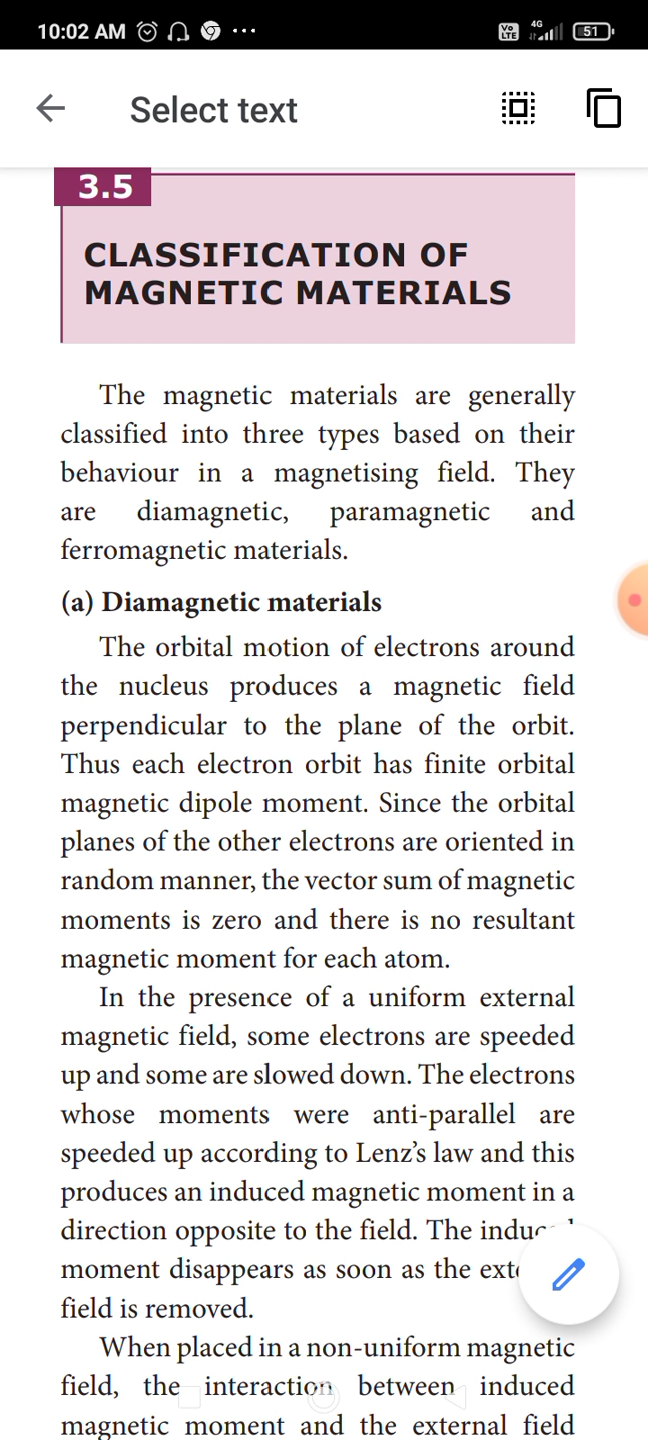 10:02 AM
4G
Vo
LTE
51
Select text
3.5
CLASSIFICATION OF
MAGNETIC MATERIALS
The magnetic materials are generally
classified into three types based on their
behaviour in a magnetising field. They
are diamagnetic, paramagnetic and
ferromagnetic materials.
(a) Diamagnetic materials
The orbital motion of electrons around
the nucleus produces a magnetic field
perpendicular to the plane of the orbit.
Thus each electron orbit has finite orbital
magnetic dipole moment. Since the orbital
planes of the other electrons are oriented in
random manner, the vector sum of magnetic
moments is zero and there is no resultant
magnetic moment for each atom.
In the presence of a uniform external
magnetic field, some electrons are speeded
up and some are slowed down. The electrons
whose moments were anti-parallel are
speeded up according to Lenz’s law and this
produces an induced magnetic moment in a
direction opposite to the field. The
moment disappears as soon as the
field is removed.
When placed in a non-uniform magnetic
field, the interaction between induced
magnetic moment and the external field